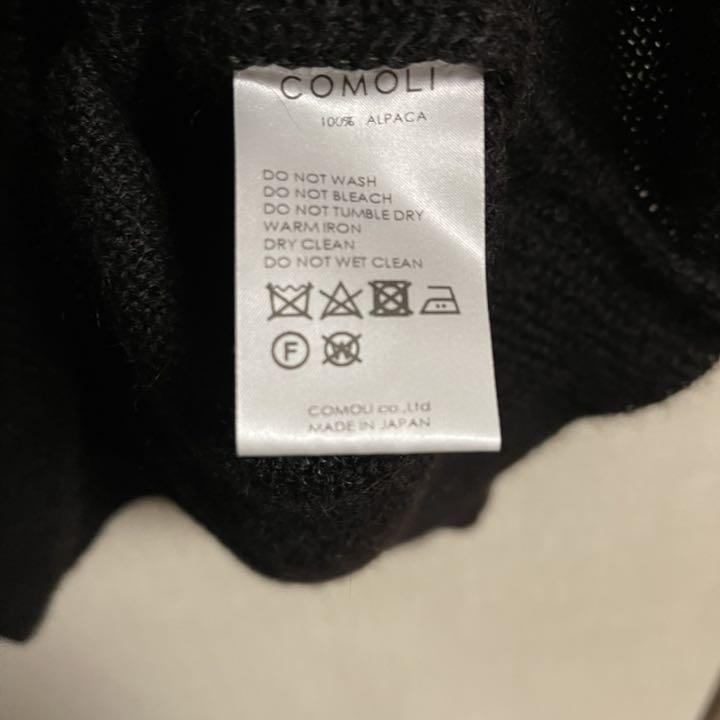 COMOLI
100% ALPACA
DO NOT WASH
DO NOT BLEACH
DO NOT TUMBLE DRY
WARM IRON
DRY CLEAN
DO NOT WET CLEAN
F
W
COMOLI co.,Ltd
MADE IN JAPAN